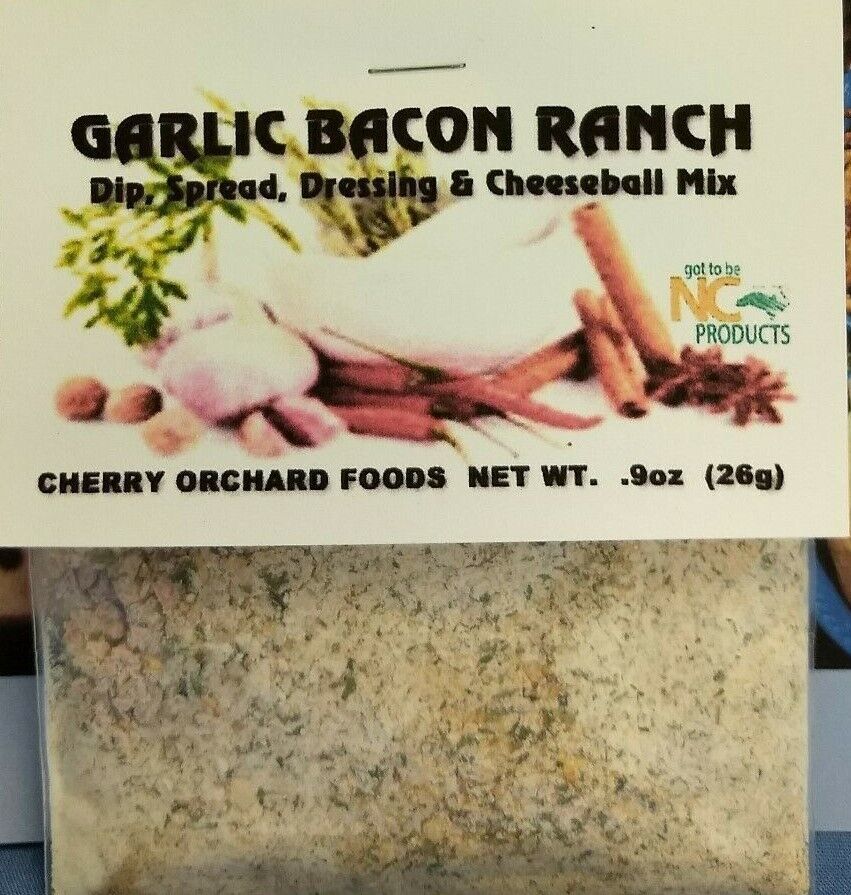 GARLIC BACON RANCH
Dip, Spread, Dressing & Cheeseball Mix
got to be
NC
PRODUCTS
CHERRY ORCHARD FOODS NET WT. .9oz (26g)